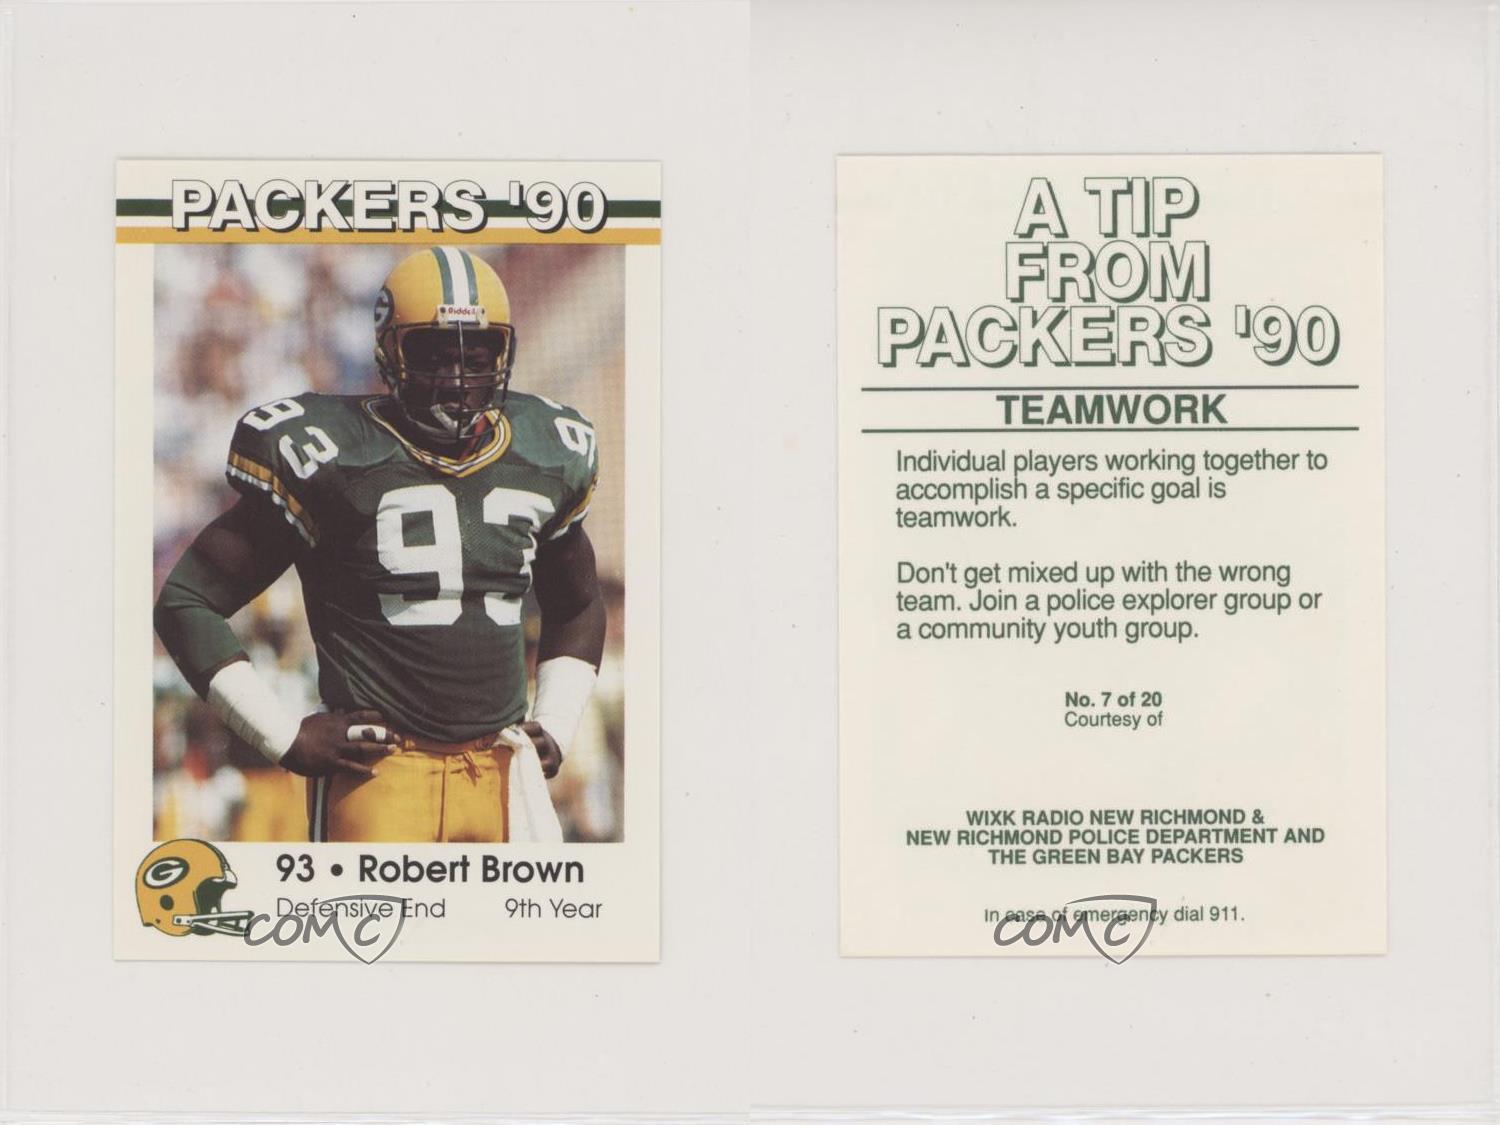 PACKERS '90
G
Riddell
93
93
93
G
93 • Robert Brown
Defensive End 9th Year
COMC
A TIP
FROM
PACKERS '90
TEAMWORK
Individual players working together to
accomplish a specific goal is
teamwork.
Don't get mixed up with the wrong
team. Join a police explorer group or
a community youth group.
No. 7 of 20
Courtesy of
WIXK RADIO NEW RICHMOND &
NEW RICHMOND POLICE DEPARTMENT AND
THE GREEN BAY PACKERS
In case of emergency dial 911.
COMC